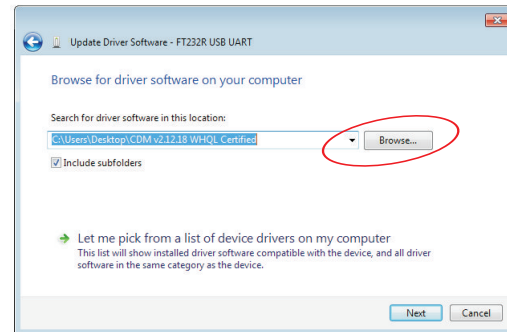 Update Driver Software - FT232R USB UART
Browse for driver software on your computer
Search for driver software in this location:
C:\Users\Desktop\CDM v2.12.18 WHQL Certified
Browse...
Include subfolders
Let me pick from a list of device drivers on my computer
This list will show installed driver software compatible with the device, and all driver
software in the same category as the device.
Next Cancel